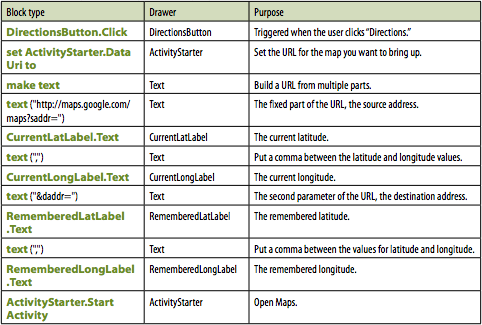 Block type Drawer Purpose
DirectionsButton.Click DirectionsButton Triggered when the user clicks “Directions.”
set ActivityStarter.Data ActivityStarter Set the URL for the map you want to bring up.
Uri to
make text Text Build a URL from multiple parts.
text ("http://maps.google.com/ Text The fixed part of the URL, the source address.
maps?saddr=")
CurrentLatLabel.Text CurrentLatLabel The current latitude.
text (",") Text Put a comma between the latitude and longitude values.
CurrentLongLabel.Text CurrentLongLabel The current longitude.
text ("&daddr=") Text The second parameter of the URL, the destination address.
RememberedLatLabel RememberedLatLabel The remembered latitude.
.Text
text (",") Text Put a comma between the values for latitude and longitude.
RememberedLongLabel RememberedLongLabel The remembered longitude.
.Text
ActivityStarter.Start ActivityStarter Open Maps.
Activity